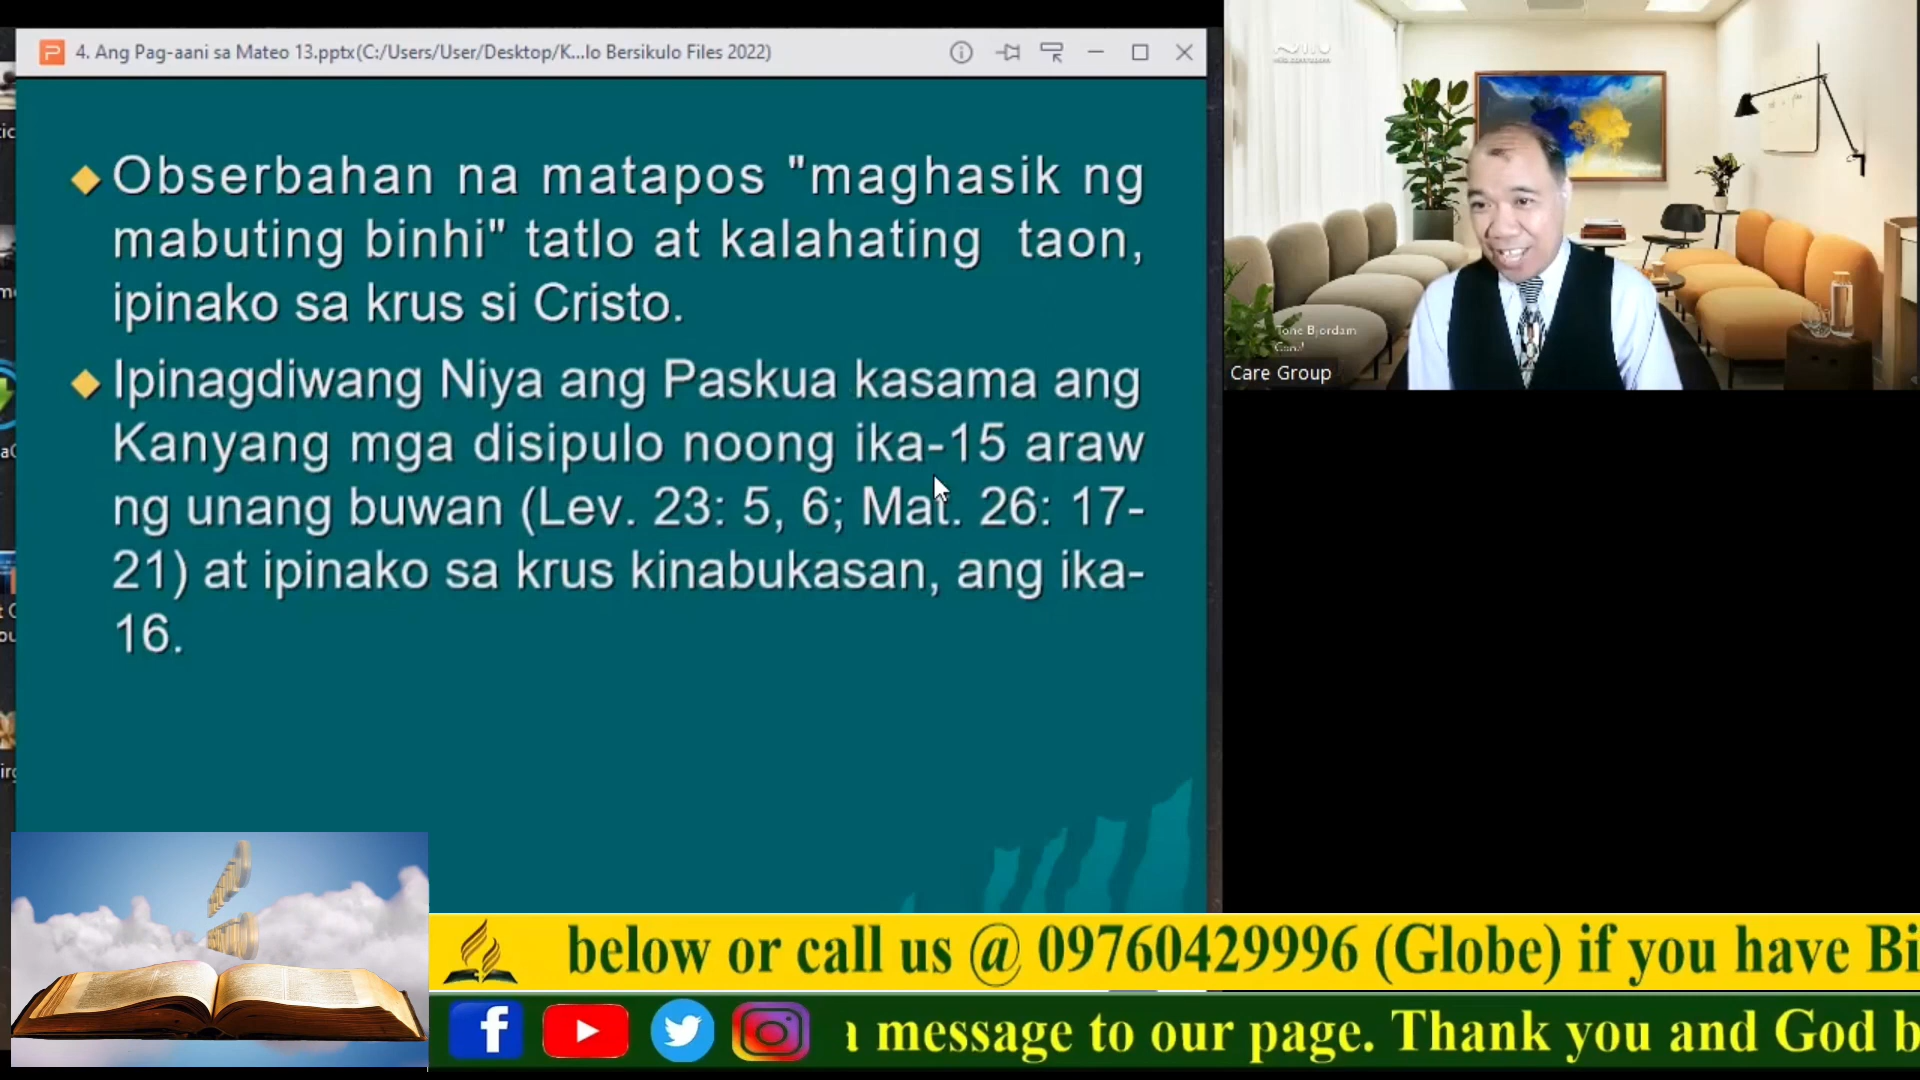 4. Ang Pag-aani sa Mateo 13.pptx(C:/Users/User/Desktop/K...lo Bersikulo Files 2022)
Obserbahan na matapos "maghasik ng
mabuting binhi" tatlo at kalahating taon,
ipinako sa krus si Cristo.
Ipinagdiwang Niya ang Paskua kasama ang
Kanyang mga disipulo noong ika-15 araw
ng unang buwan (Lev. 23: 5, 6; Mat. 26: 17-
21) at ipinako sa krus kinabukasan, ang ika-
16.
Tone Bjordam
Care Group
below or call us @ 09760429996 (Globe) if you have Bi
message to our page. Thank you and God b